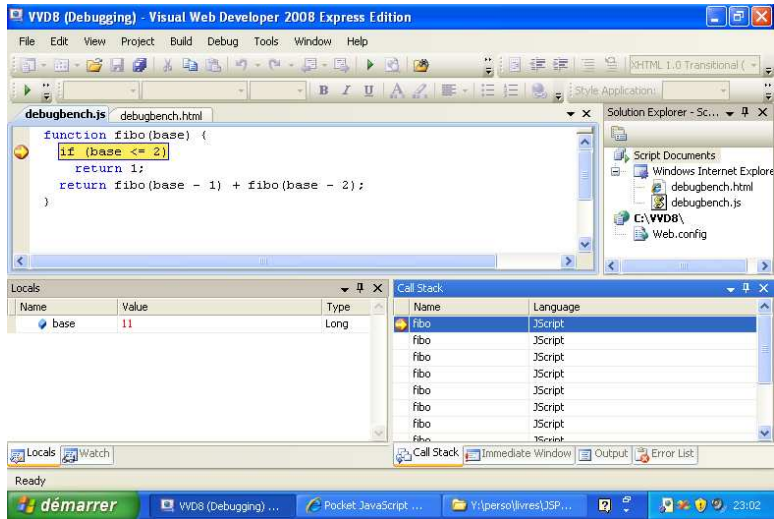 VVD8 (Debugging) - Visual Web Developer 2008 Express Edition
File Edit View Project Build Debug Tools Window Help
XHTML 1.0 Transitional (
B I U A Style Application:
debugbench.js debugbench.html
function fibo(base) {
if (base <= 2)
return 1;
return fibo(base - 1) + fibo(base - 2);
}
Solution Explorer - Sc...
Script Documents
Windows Internet Explore
debugbench.html
debugbench.js
C:\VVD8\
Web.config
Locals
Name Value Type
base 11 Long
Locals Watch
Call Stack
Name Language
fibo JScript
fibo JScript
fibo JScript
fibo JScript
fibo JScript
fibo JScript
fibo JScript
fibo JScript
Call Stack Immediate Window Output Error List
Ready
démarrer VVD8 (Debugging) ... Pocket JavaScript ... Y:\perso\livres\JSP... 23:02